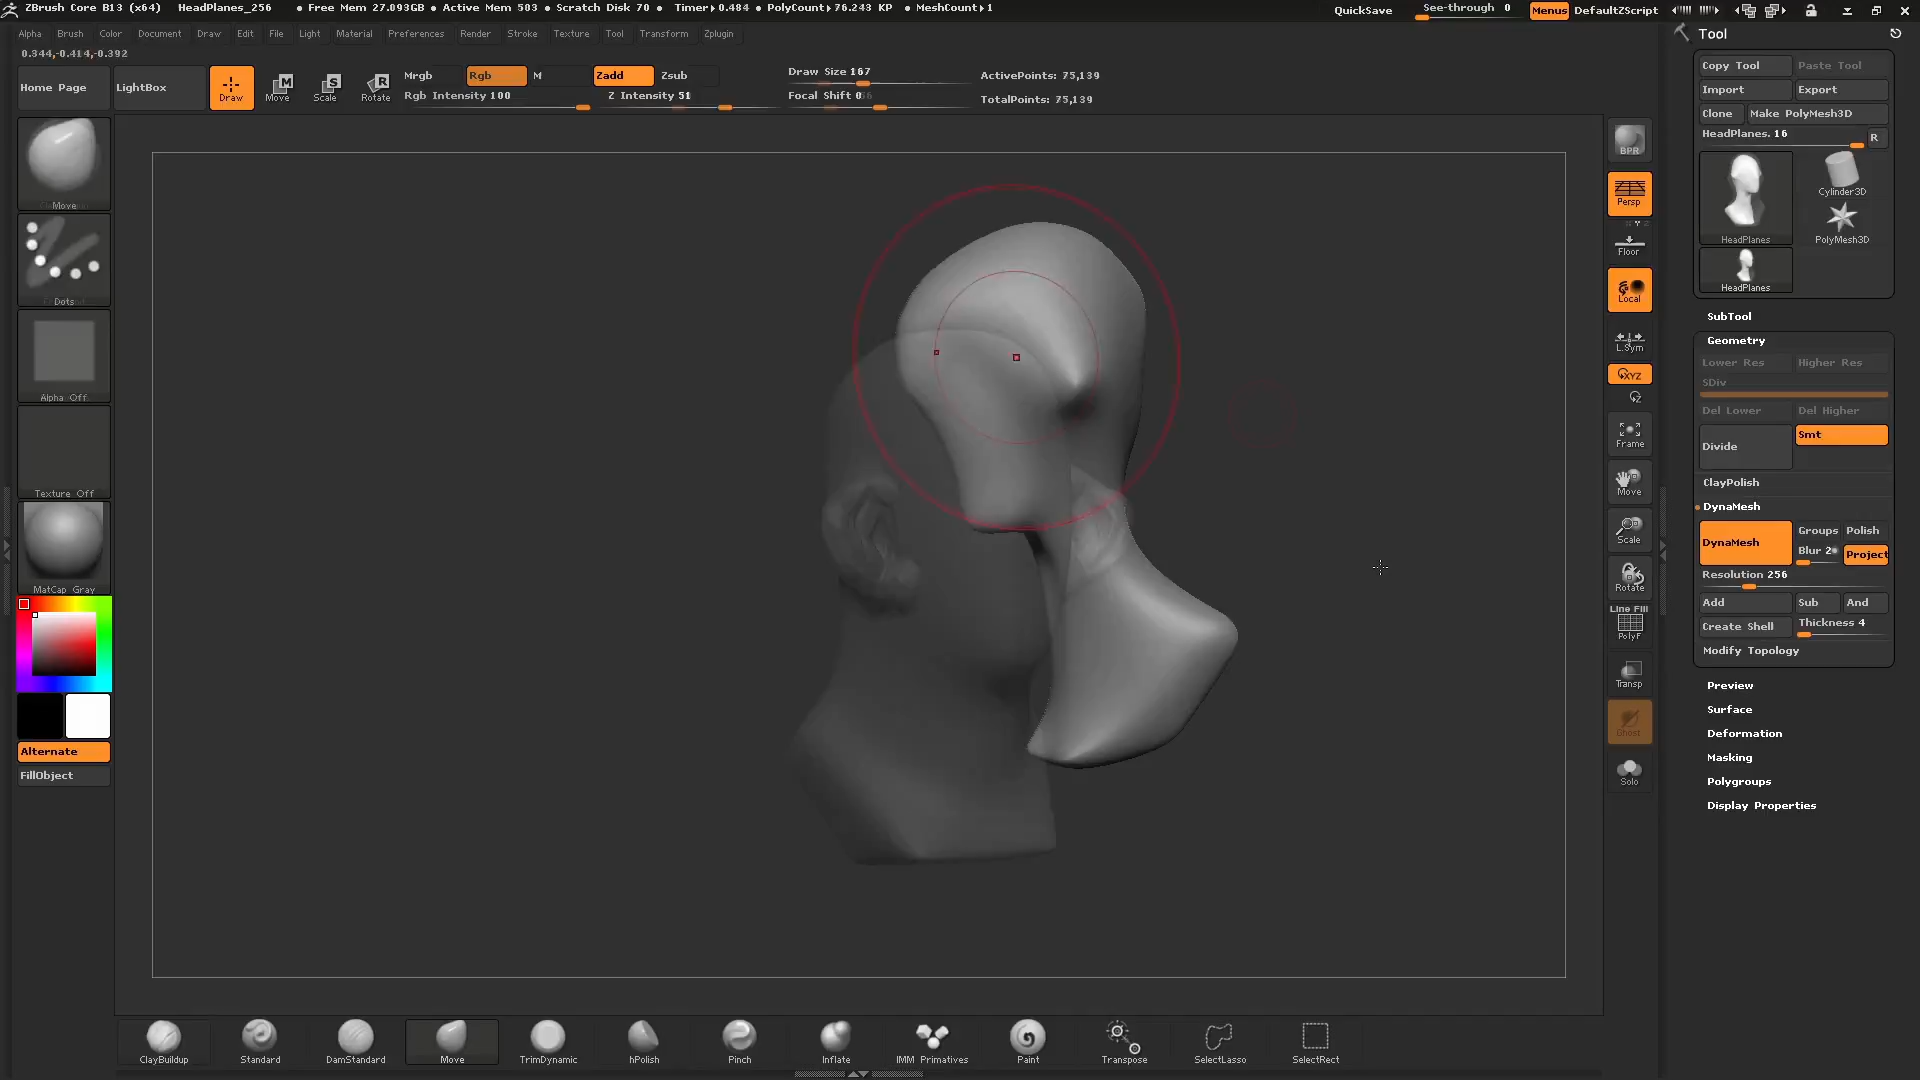 ZBrush Core B13 (x64) HeadPlanes_256 • Free Mem 27.093GB • Active Mem 503 • Scratch Disk 70 • Timer▸0.484 • PolyCount▸76.243 KP • MeshCount▸1 QuickSave See-through 0 Menus DefaultZScript
Alpha Brush Color Document Draw Edit File Light Material Preferences Render Stroke Texture Tool Transform Zplugin
Tool
0.344,-0.414,-0.392
Home Page
LightBox
Draw
Move
Scale
Rotate
Mrgb Rgb M Zadd Zsub
Rgb Intensity 100 Z Intensity 51
Draw Size 167
Focal Shift 0
ActivePoints: 75,139
TotalPoints: 75,139
Move
Dots
Alpha Off
Texture Off
MatCap Gray
Alternate
FillObject
BPR
Persp
Floor
Local
L.Sym
XYZ
Frame
Move
Scale
Rotate
Line Fill
PolyF
Transp
Ghost
Solo
Copy Tool Paste Tool
Import Export
Clone Make PolyMesh3D
HeadPlanes. 16 R
HeadPlanes
Cylinder3D
PolyMesh3D
HeadPlanes
SubTool
Geometry
Lower Res Higher Res
SDiv
Del Lower Del Higher
Divide Smt
ClayPolish
DynaMesh
DynaMesh Groups Polish
Blur 2 Project
Resolution 256
Add Sub And
Create Shell Thickness 4
Modify Topology
Preview
Surface
Deformation
Masking
Polygroups
Display Properties
ClayBuildup Standard DamStandard Move TrimDynamic hPolish Pinch Inflate IMM Primitives Paint Transpose SelectLasso SelectRect